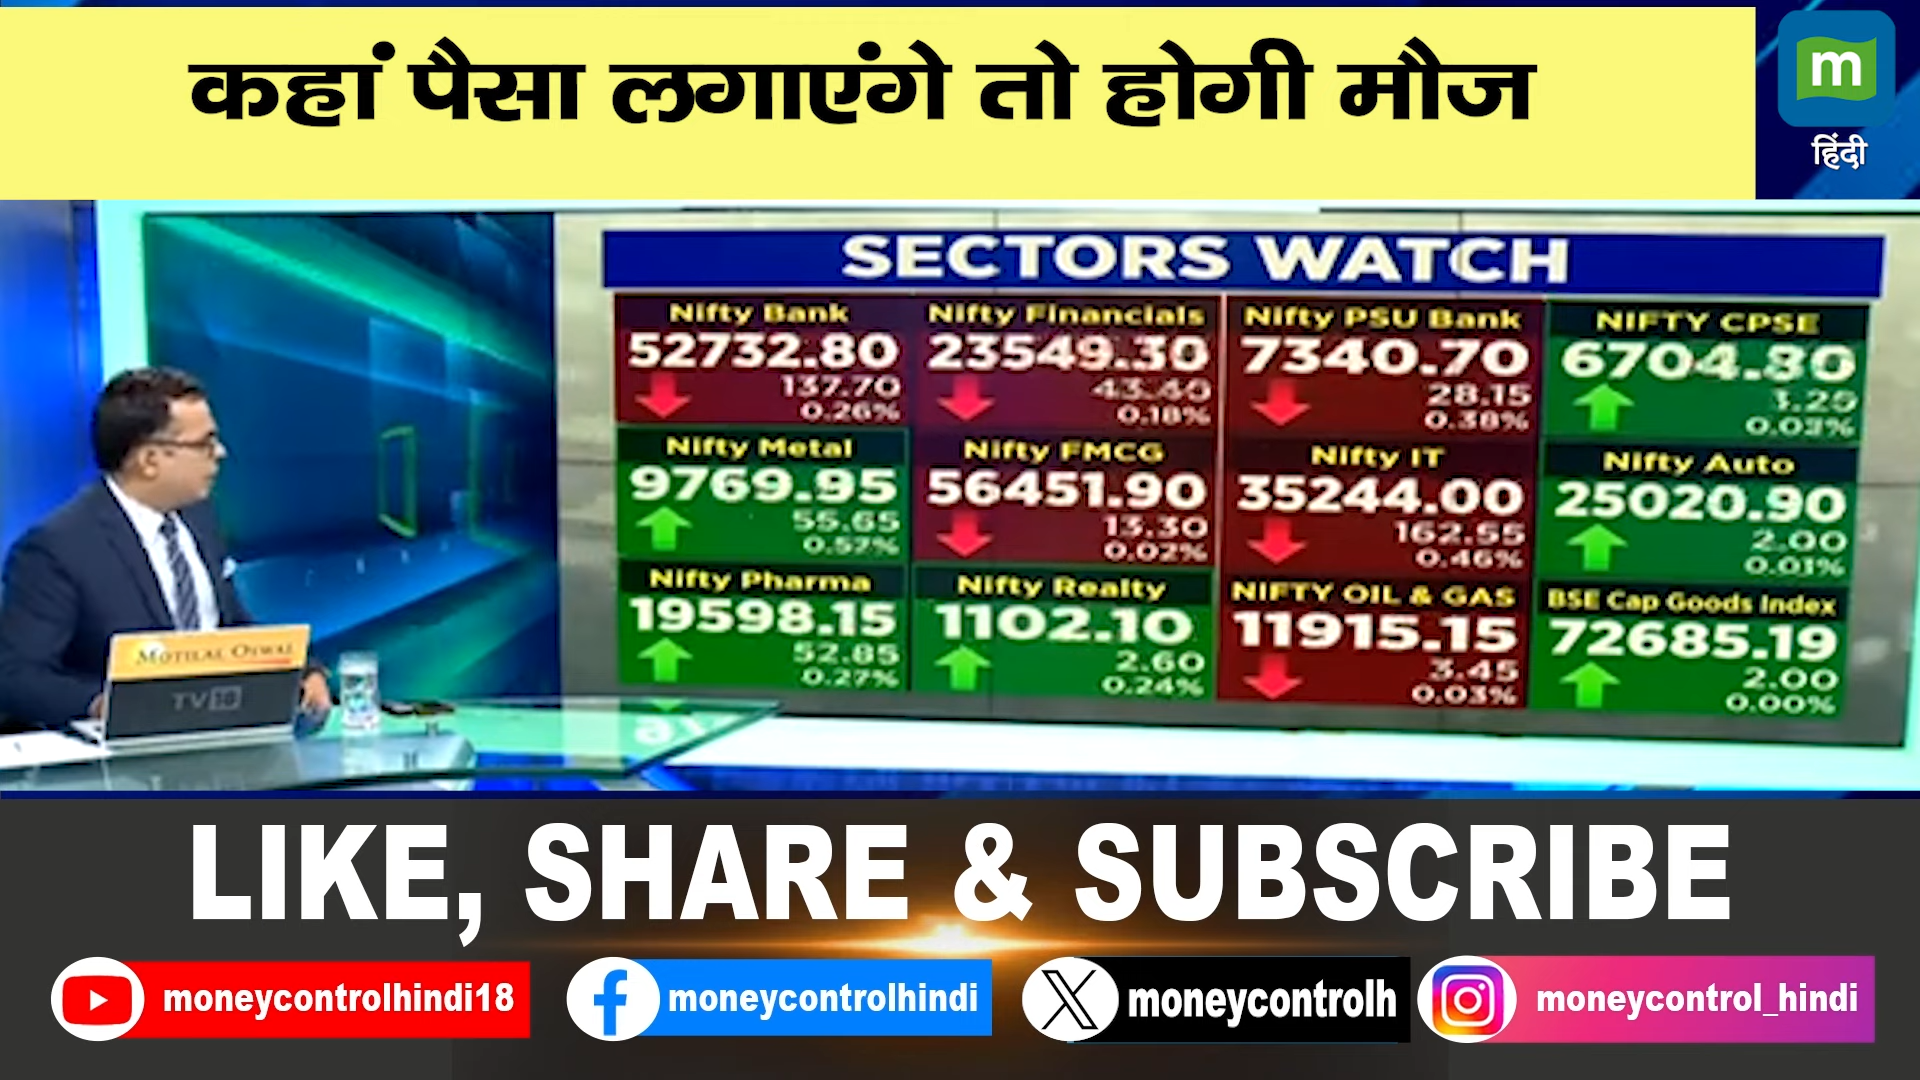 कहां पैसा लगाएंगे तो होगी मौज
m
हिंदी
SECTORS WATCH
Nifty Bank
52732.80
137.70
0.26%
Nifty Financials
23549.30
43.40
0.18%
Nifty PSU Bank
7340.70
28.15
0.38%
NIFTY CPSE
6704.80
0.02%
Nifty Metal
9769.95
55.65
0.57%
Nifty FMCG
56451.90
13.30
0.02%
Nifty IT
35244.00
162.55
0.46%
Nifty Auto
25020.90
2.00
0.01%
Nifty Pharma
19598.15
52.85
0.27%
Nifty Realty
1102.10
2.60
0.24%
NIFTY OIL & GAS
11915.15
3.45
0.03%
BSE Cap Goods Index
72685.19
2.00
0.00%
MOTILAL OSWAL
TV18
LIKE, SHARE & SUBSCRIBE
moneycontrolhindi18
moneycontrolhindi
moneycontrolh
moneycontrol_hindi